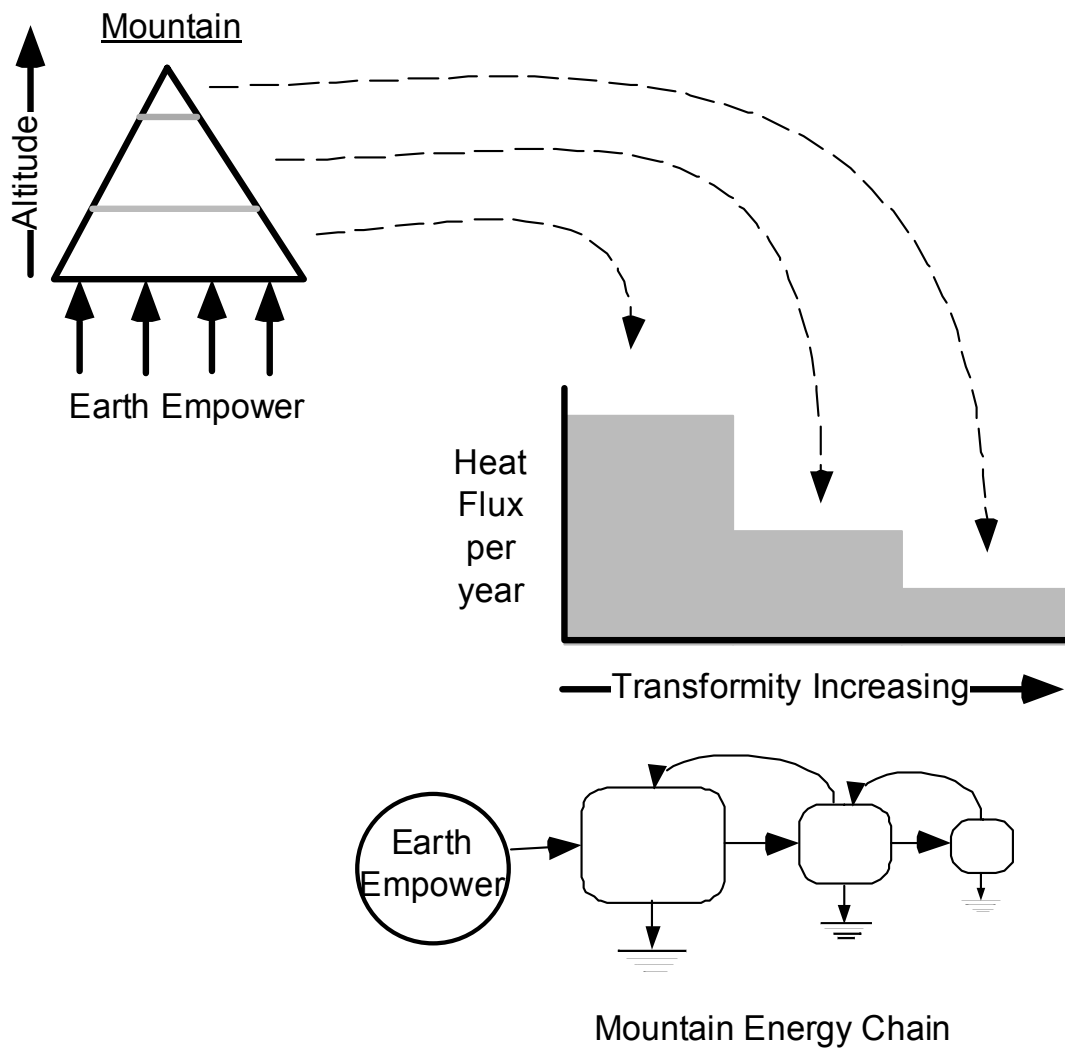 Mountain
Altitude
Earth Empower
Heat
Flux
per
year
Transformity Increasing
Earth
Empower
Mountain Energy Chain